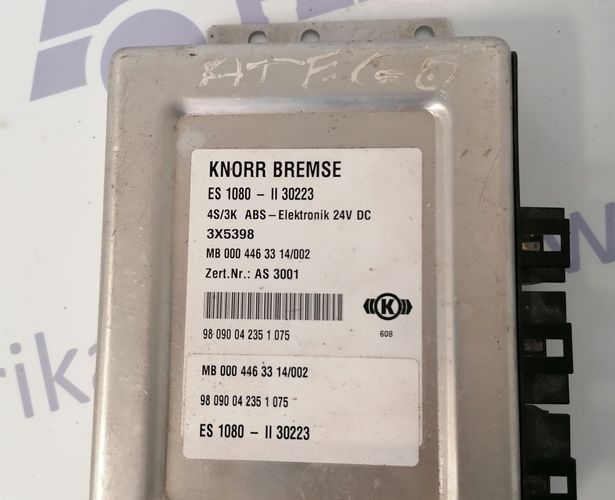 ATEGO
KNORR BREMSE
ES 1080 – II 30223
4S/3K ABS – Elektronik 24V DC
3X5398
MB 000 446 33 14/002
Zert.Nr.: AS 3001
K
98 090 04 235 1 075
608
MB 000 446 33 14/002
98 090 04 235 1 075
ES 1080 – II 30223
rika
w